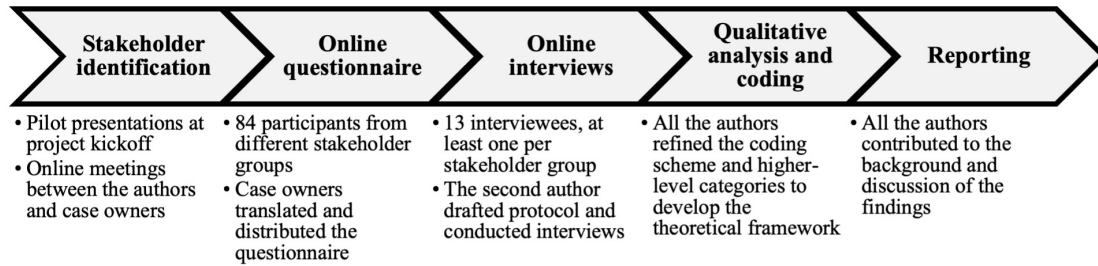 Stakeholder
identification
Online
questionnaire
Online
interviews
Qualitative
analysis and
coding
Reporting
• Pilot presentations at
project kickoff
• Online meetings
between the authors
and case owners
• 84 participants from
different stakeholder
groups
• Case owners
translated and
distributed the
questionnaire
• 13 interviewees, at
least one per
stakeholder group
• The second author
drafted protocol and
conducted interviews
• All the authors
refined the coding
scheme and higher-
level categories to
develop the
theoretical framework
• All the authors
contributed to the
background and
discussion of the
findings